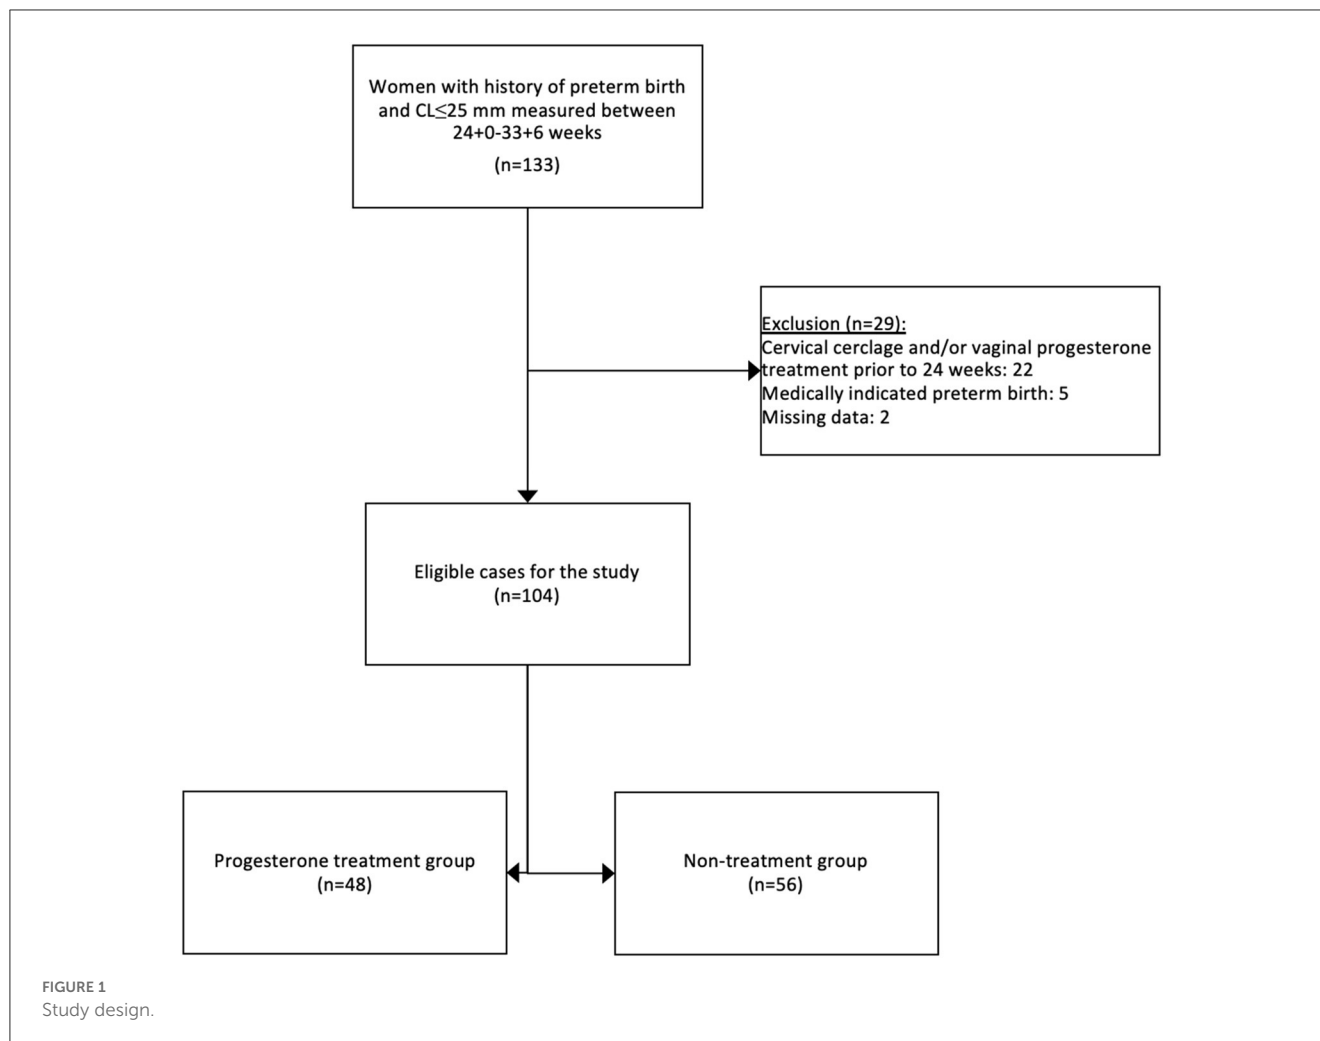 Women with history of preterm birth
and CL≤25 mm measured between
24+0-33+6 weeks
(n=133)
Exclusion (n=29):
Cervical cerclage and/or vaginal progesterone
treatment prior to 24 weeks: 22
Medically indicated preterm birth: 5
Missing data: 2
Eligible cases for the study
(n=104)
Progesterone treatment group
(n=48)
Non-treatment group
(n=56)
FIGURE 1
Study design.